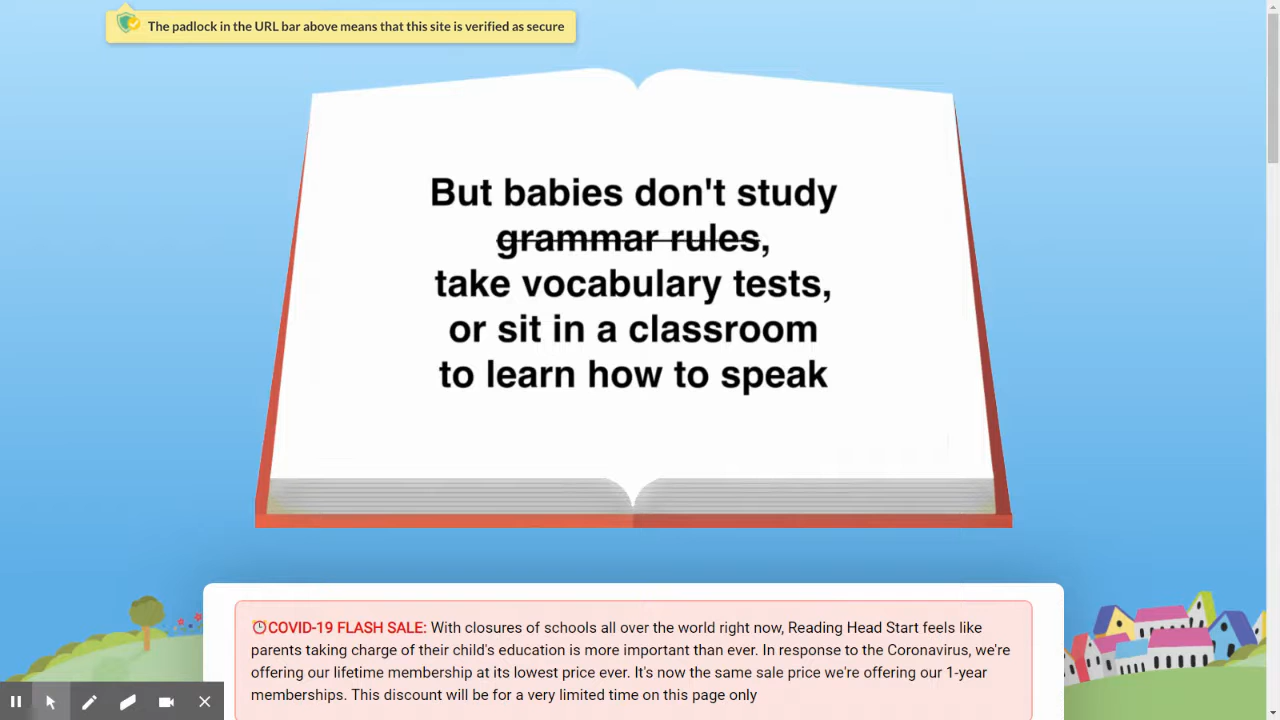 The padlock in the URL bar above means that this site is verified as secure
But babies don't study
grammar rules,
take vocabulary tests,
or sit in a classroom
to learn how to speak
COVID-19 FLASH SALE: With closures of schools all over the world right now, Reading Head Start feels like
parents taking charge of their child's education is more important than ever. In response to the Coronavirus, we're
offering our lifetime membership at its lowest price ever. It's now the same sale price we're offering our 1-year
memberships. This discount will be for a very limited time on this page only